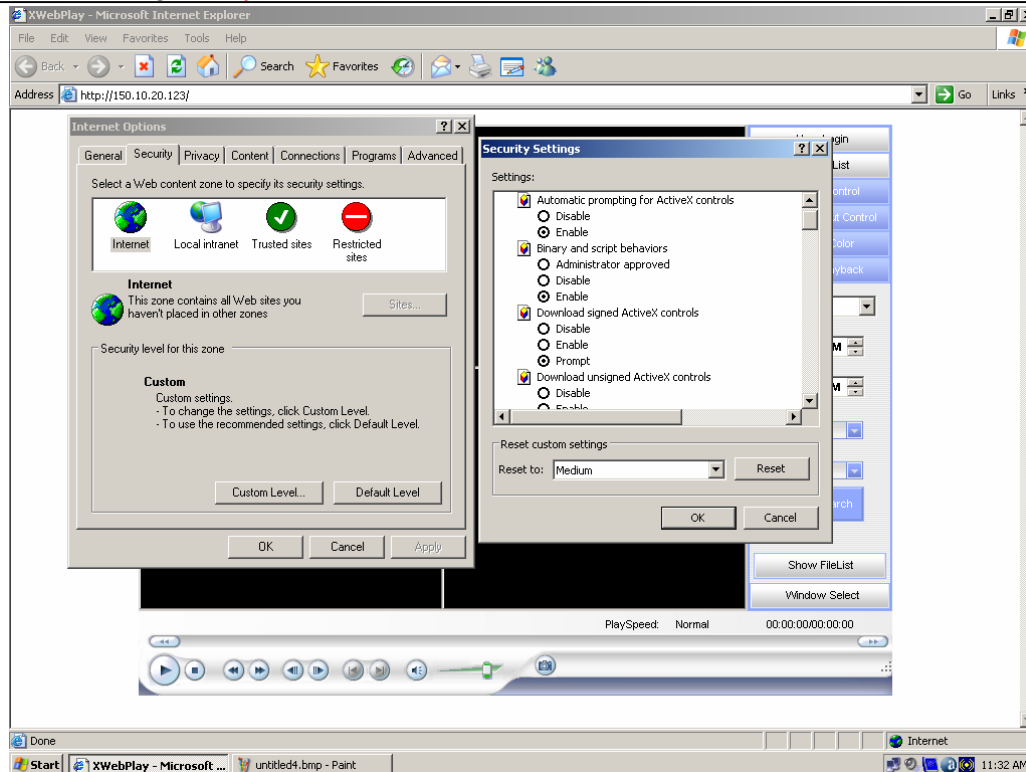 XWebPlay - Microsoft Internet Explorer
File Edit View Favorites Tools Help
Back Search Favorites
Address http://150.10.20.123/ Go Links
Internet Options
General Security Privacy Content Connections Programs Advanced
Select a Web content zone to specify its security settings.
Internet Local intranet Trusted sites Restricted
sites
Internet
This zone contains all Web sites you
haven't placed in other zones
Sites...
Security level for this zone
Custom
Custom settings.
- To change the settings, click Custom Level.
- To use the recommended settings, click Default Level.
Custom Level... Default Level
OK Cancel Apply
Security Settings
Settings:
Automatic prompting for ActiveX controls
Disable
Enable
Binary and script behaviors
Administrator approved
Disable
Enable
Download signed ActiveX controls
Disable
Enable
Prompt
Download unsigned ActiveX controls
Disable
Enable
Reset custom settings
Reset to: Medium Reset
OK Cancel
List
Color
M
M
Show FileList
Window Select
PlaySpeed: Normal 00:00:00/00:00:00
Done Internet
Start XWebPlay - Microsoft ... untitled4.bmp - Paint 11:32 AM